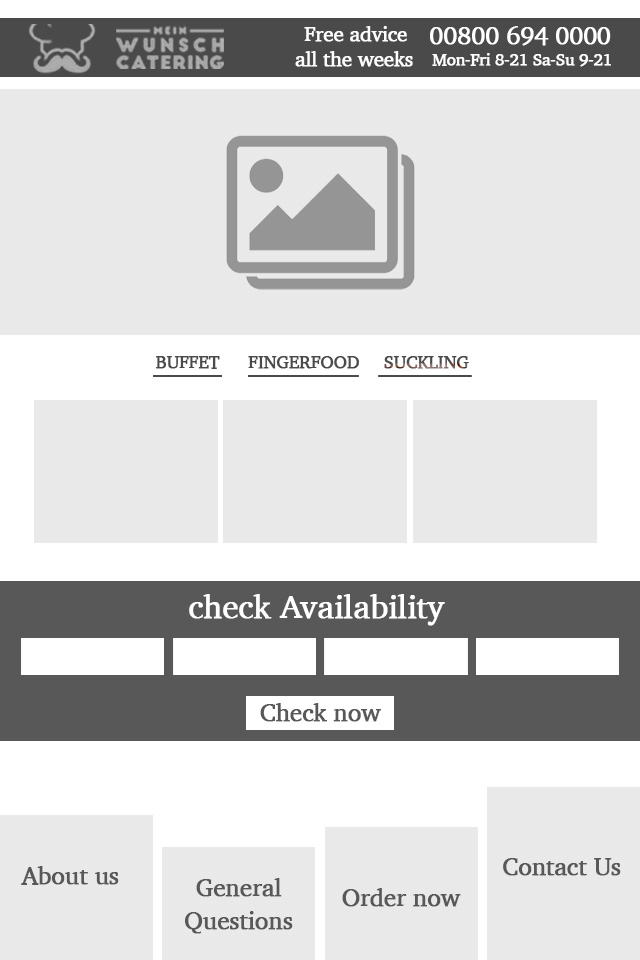 MEIN
WUNSCH
CATERING
Free advice
all the weeks
00800 694 0000
Mon-Fri 8-21 Sa-Su 9-21
BUFFET FINGERFOOD SUCKLING
check Availability
Check now
About us
General
Questions
Order now
Contact Us